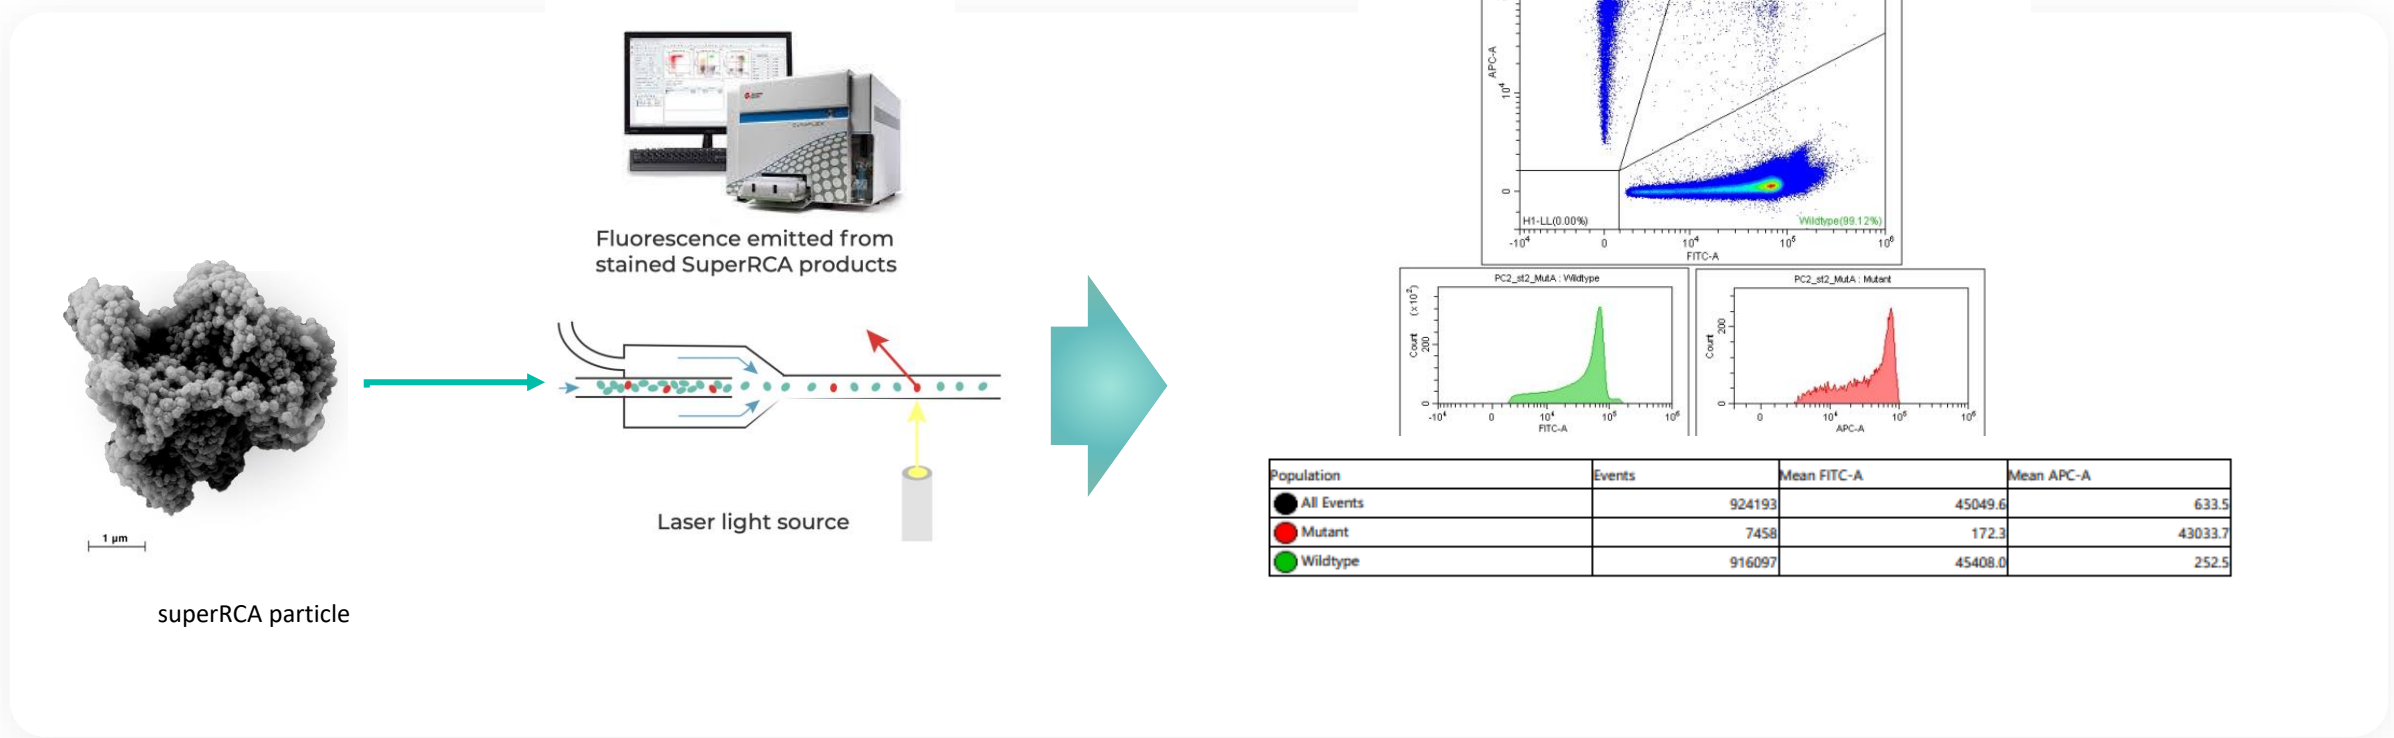 Fluorescence emitted from
stained SuperRCA products
Laser light source
1 µm
superRCA particle
APC-A
10⁴
0
H1-LL(0.00%)
Wildtype(99.12%)
-10⁴ 0 10⁴ 10⁵ 10⁶
FITC-A
PC2_st2_MutA : Wildtype
Count (x10²)
200
0
-10⁴ 0 10⁴ 10⁵ 10⁶
FITC-A
PC2_st2_MutA : Mutant
Count
200
0
0 10⁴ 10⁵ 10⁶
APC-A
Population Events Mean FITC-A Mean APC-A
All Events 924193 45049.6 633.5
Mutant 7458 172.3 43033.7
Wildtype 916097 45408.0 252.5